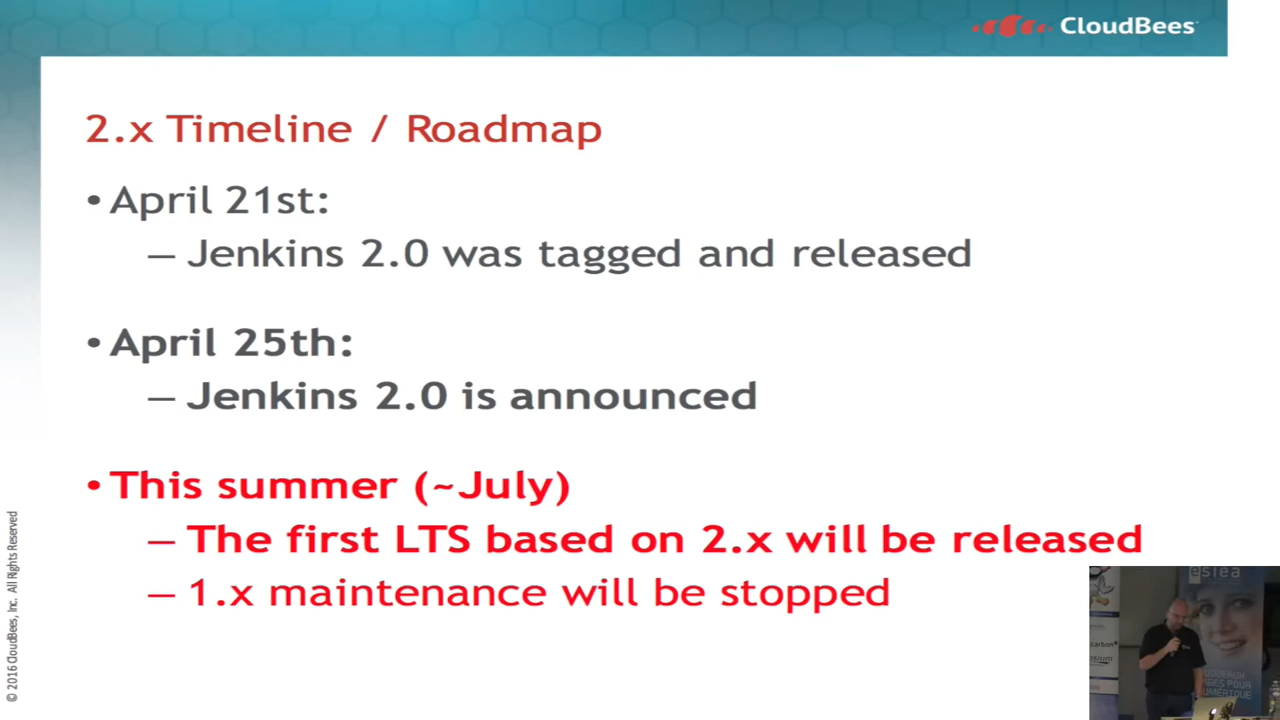 CloudBees
2.x Timeline / Roadmap
• April 21st:
– Jenkins 2.0 was tagged and released
• April 25th:
– Jenkins 2.0 is announced
• This summer (~July)
– The first LTS based on 2.x will be released
– 1.x maintenance will be stopped
© 2016 CloudBees, Inc. All Rights Reserved
esiea